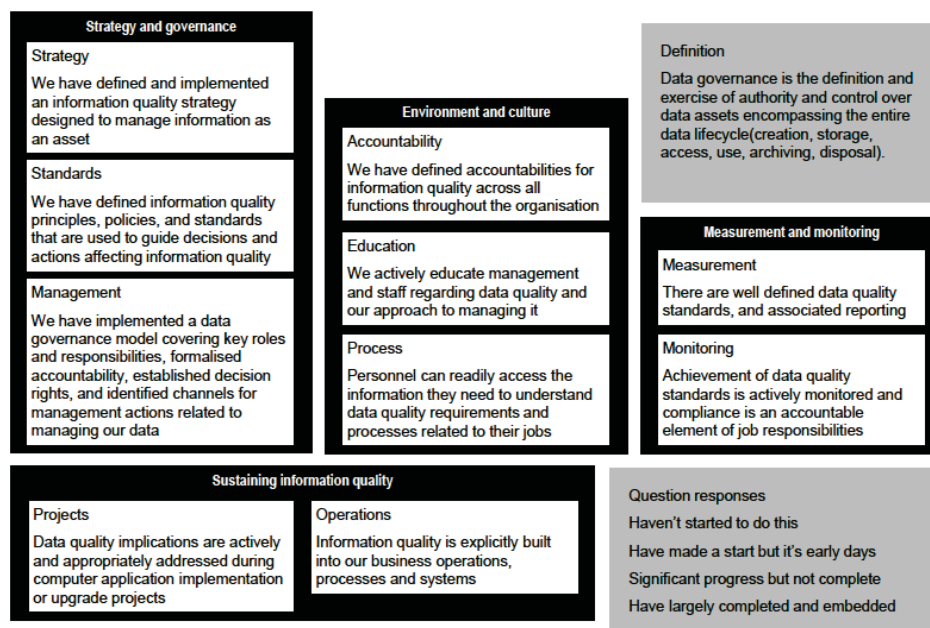 Strategy and governance
Strategy
We have defined and implemented
an information quality strategy
designed to manage information as
an asset
Standards
We have defined information quality
principles, policies, and standards
that are used to guide decisions and
actions affecting information quality
Management
We have implemented a data
governance model covering key roles
and responsibilities, formalised
accountability, established decision
rights, and identified channels for
management actions related to
managing our data
Environment and culture
Accountability
We have defined accountabilities for
information quality across all
functions throughout the organisation
Education
We actively educate management
and staff regarding data quality and
our approach to managing it
Process
Personnel can readily access the
information they need to understand
data quality requirements and
processes related to their jobs
Definition
Data governance is the definition and
exercise of authority and control over
data assets encompassing the entire
data lifecycle(creation, storage,
access, use, archiving, disposal).
Measurement and monitoring
Measurement
There are well defined data quality
standards, and associated reporting
Monitoring
Achievement of data quality
standards is actively monitored and
compliance is an accountable
element of job responsibilities
Sustaining information quality
Projects
Data quality implications are actively
and appropriately addressed during
computer application implementation
or upgrade projects
Operations
Information quality is explicitly built
into our business operations,
processes and systems
Question responses
Haven't started to do this
Have made a start but it's early days
Significant progress but not complete
Have largely completed and embedded